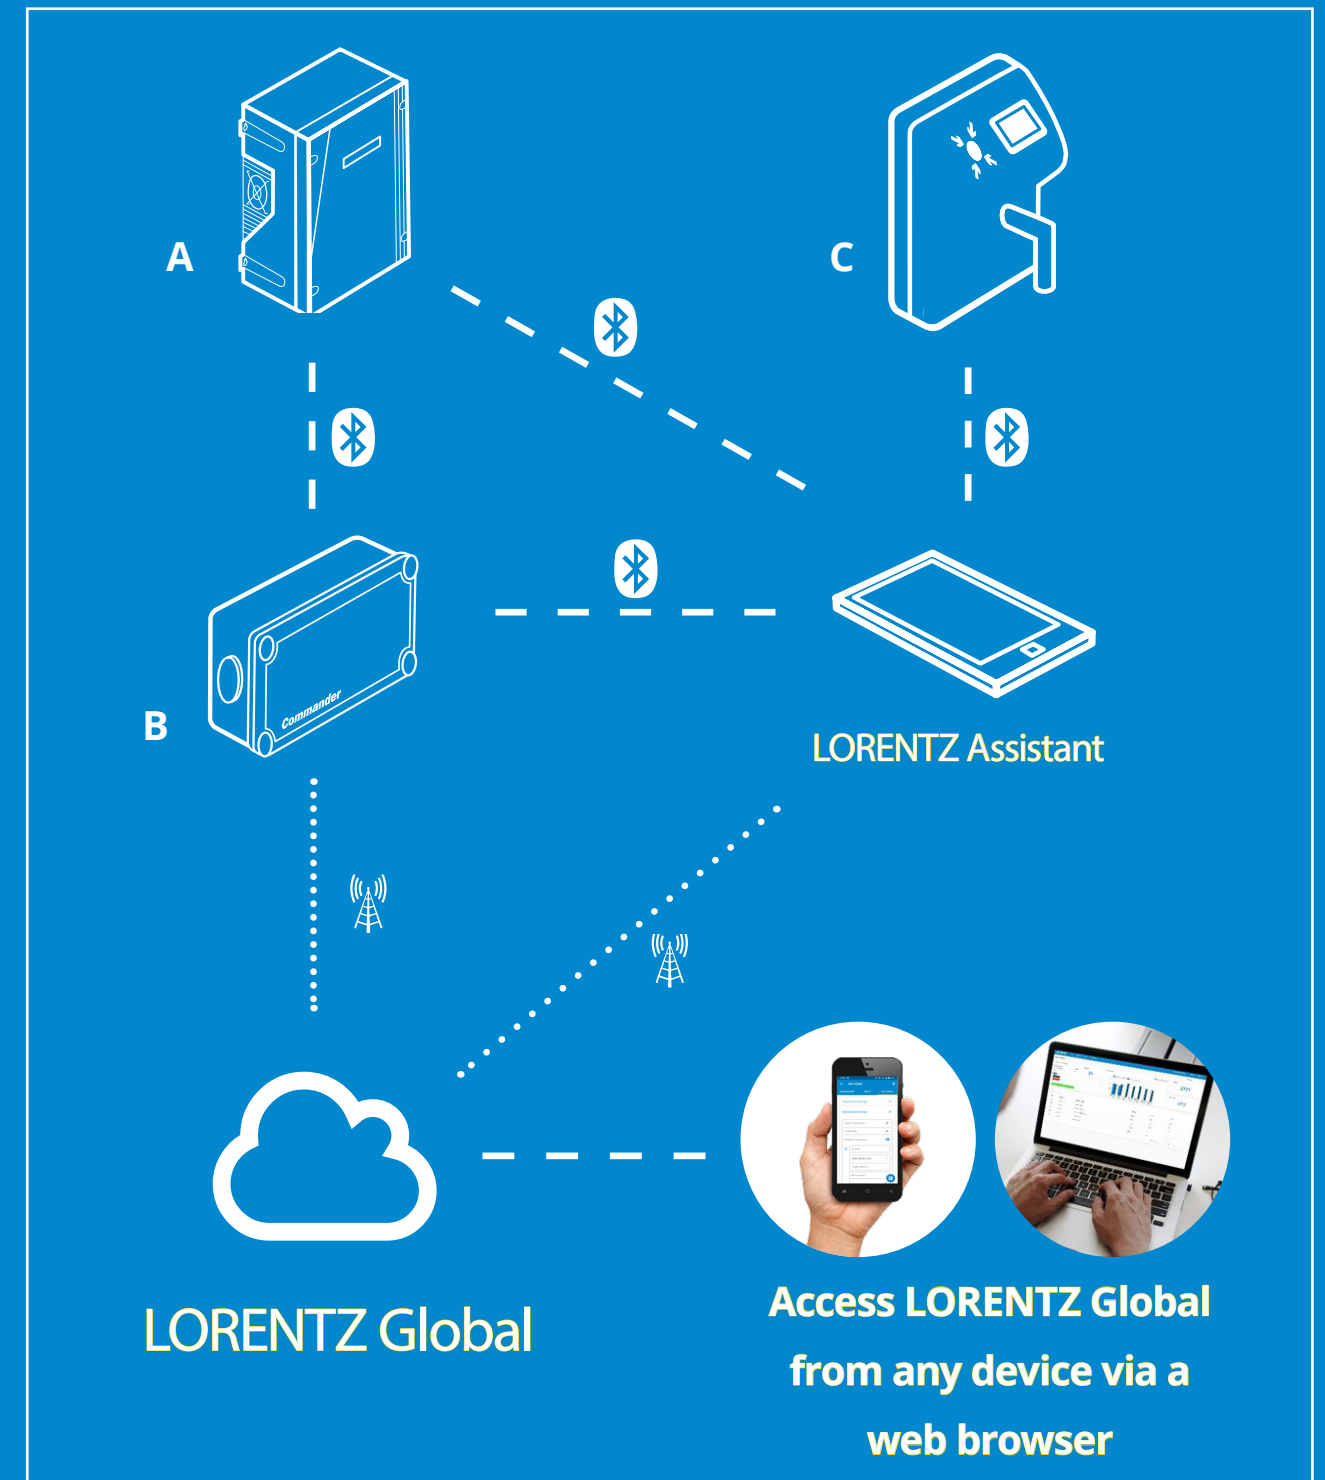 A
C
B
Commander
LORENTZ Assistant
LORENTZ Global
Access LORENTZ Global
from any device via a
web browser